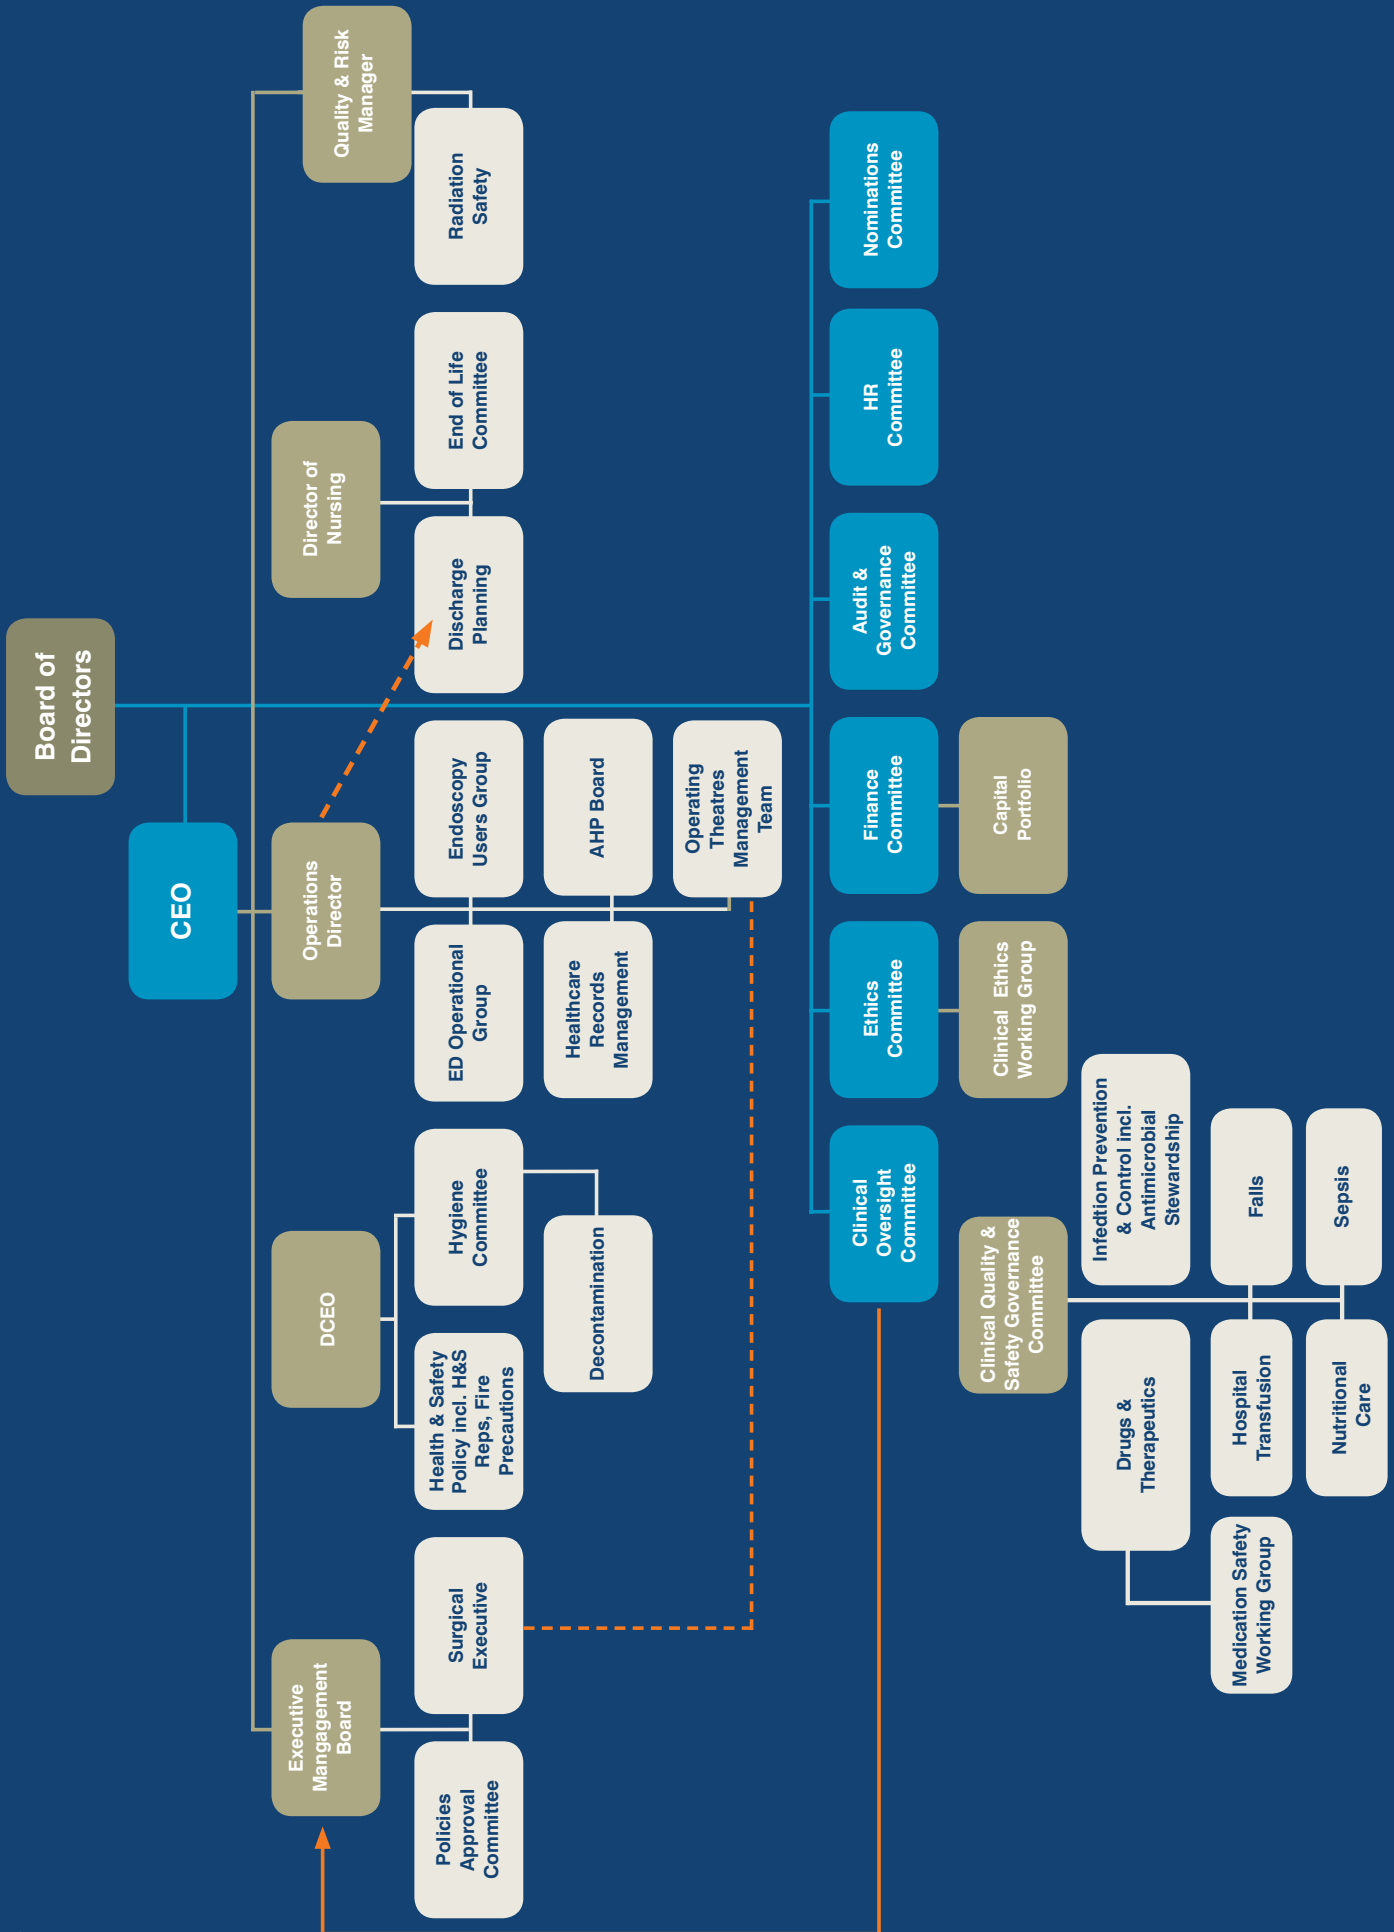 Board of
Directors
CEO
Executive
Mangagement
Board
DCEO
Operations
Director
Director of
Nursing
Quality & Risk
Manager
Policies
Approval
Committee
Surgical
Executive
Health & Safety
Policy incl. H&S
Reps, Fire
Precautions
Hygiene
Committee
ED Operational
Group
Endoscopy
Users Group
Discharge
Planning
End of Life
Committee
Radiation
Safety
Decontamination
Healthcare
Records
Management
AHP Board
Operating
Theatres
Management
Team
Clinical
Oversight
Committee
Ethics
Committee
Finance
Committee
Audit &
Governance
Committee
HR
Committee
Nominations
Committee
Clinical Quality &
Safety Governance
Committee
Clinical Ethics
Working Group
Capital
Portfolio
Drugs &
Therapeutics
Infedtion Prevention
& Control incl.
Antimicrobial
Stewardship
Medication Safety
Working Group
Hospital
Transfusion
Falls
Nutritional
Care
Sepsis